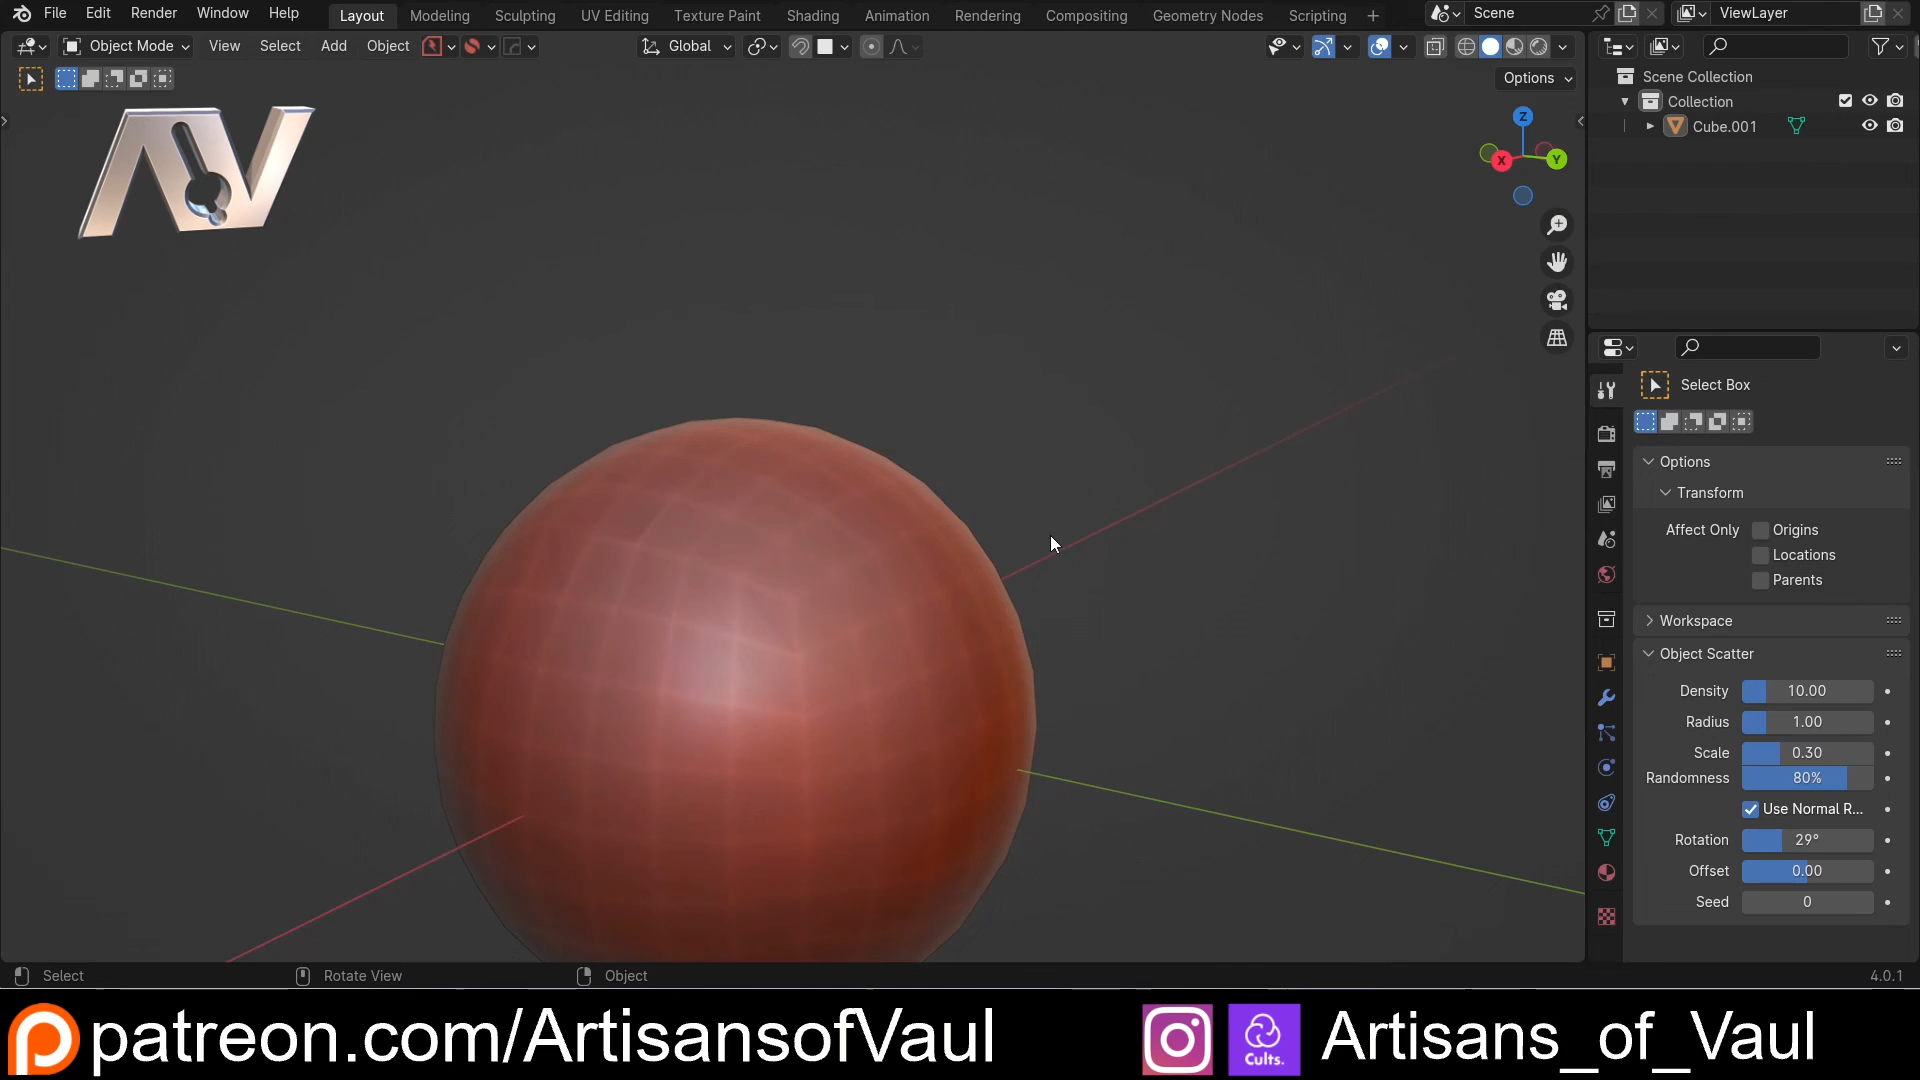 File Edit Render Window Help Layout Modeling Sculpting UV Editing Texture Paint Shading Animation Rendering Compositing Geometry Nodes Scripting + Scene ViewLayer
Object Mode View Select Add Object Global
Options
Z
X
Y
Scene Collection
Collection
Cube.001
Select Box
Options
Transform
Affect Only Origins
Locations
Parents
Workspace
Object Scatter
Density 10.00
Radius 1.00
Scale 0.30
Randomness 80%
Use Normal R...
Rotation 29°
Offset 0.00
Seed 0
Select Rotate View Object 4.0.1
patreon.com/ArtisansofVaul Cults. Artisans_of_Vaul